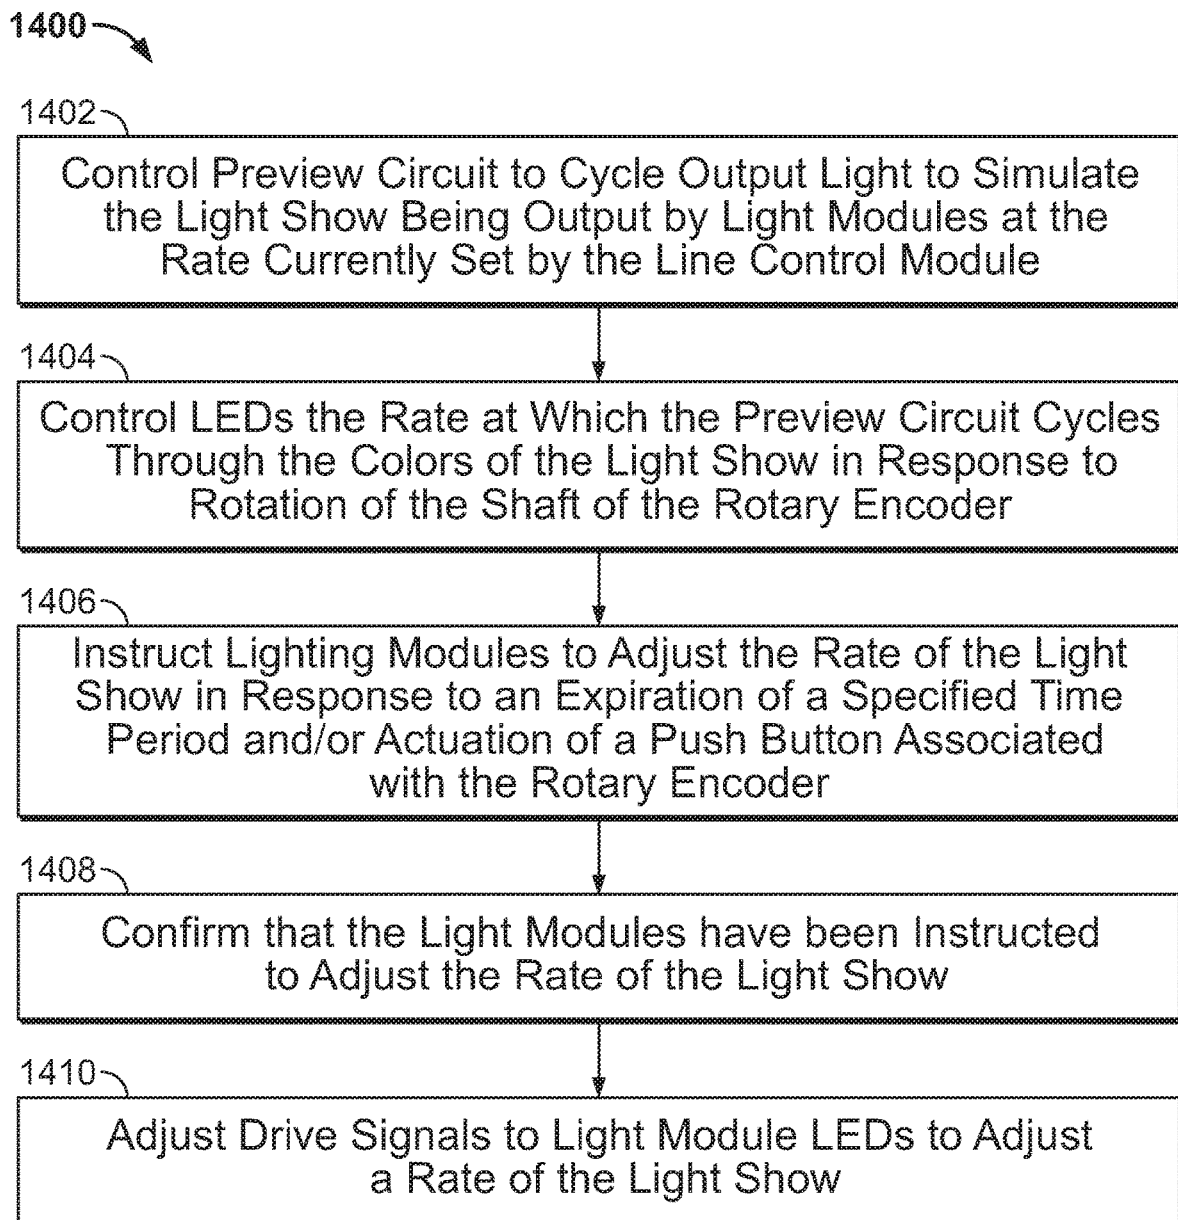 1400
1402
Control Preview Circuit to Cycle Output Light to Simulate
the Light Show Being Output by Light Modules at the
Rate Currently Set by the Line Control Module
1404
Control LEDs the Rate at Which the Preview Circuit Cycles
Through the Colors of the Light Show in Response to
Rotation of the Shaft of the Rotary Encoder
1406
Instruct Lighting Modules to Adjust the Rate of the Light
Show in Response to an Expiration of a Specified Time
Period and/or Actuation of a Push Button Associated
with the Rotary Encoder
1408
Confirm that the Light Modules have been Instructed
to Adjust the Rate of the Light Show
1410
Adjust Drive Signals to Light Module LEDs to Adjust
a Rate of the Light Show